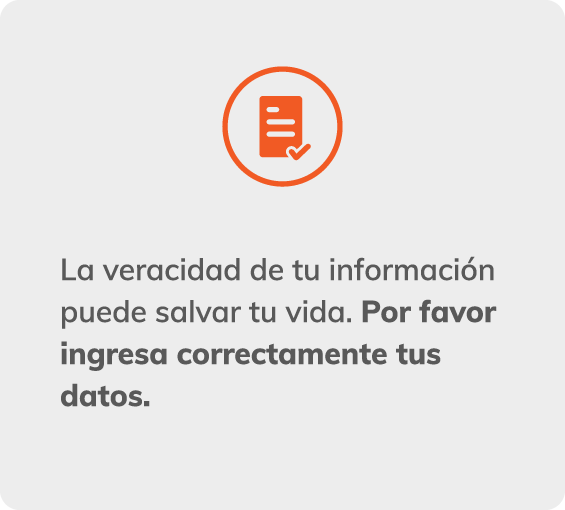 La veracidad de tu información
puede salvar tu vida. Por favor
ingresa correctamente tus
datos.